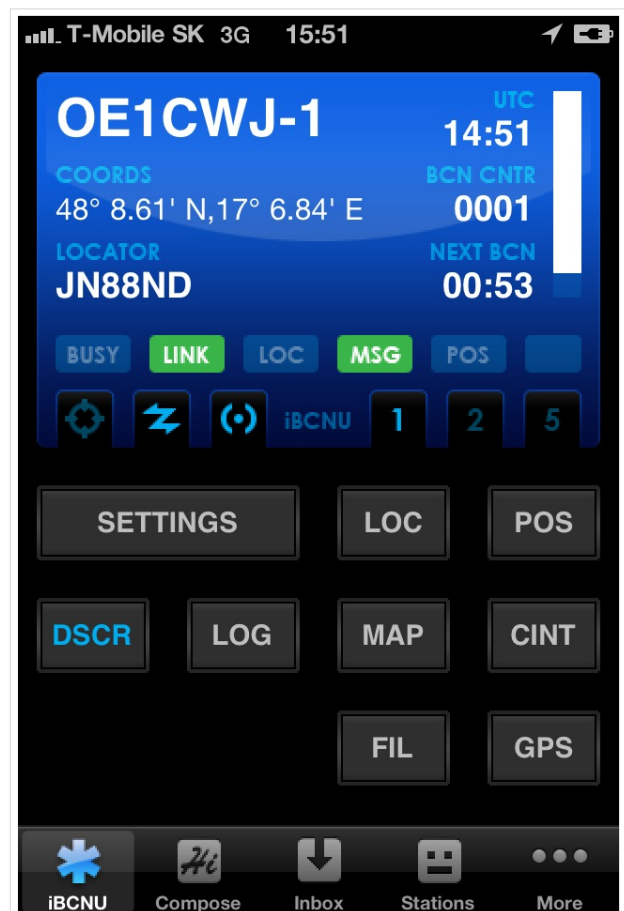 T-Mobile SK 3G 15:51
OE1CWJ-1
UTC
14:51
COORDS
48° 8.61' N,17° 6.84' E
BCN CNTR
0001
LOCATOR
JN88ND
NEXT BCN
00:53
BUSY LINK LOC MSG POS
iBCNU 1 2 5
SETTINGS LOC POS
DSCR LOG MAP CINT
FIL GPS
Hi
iBCNU Compose Inbox Stations More